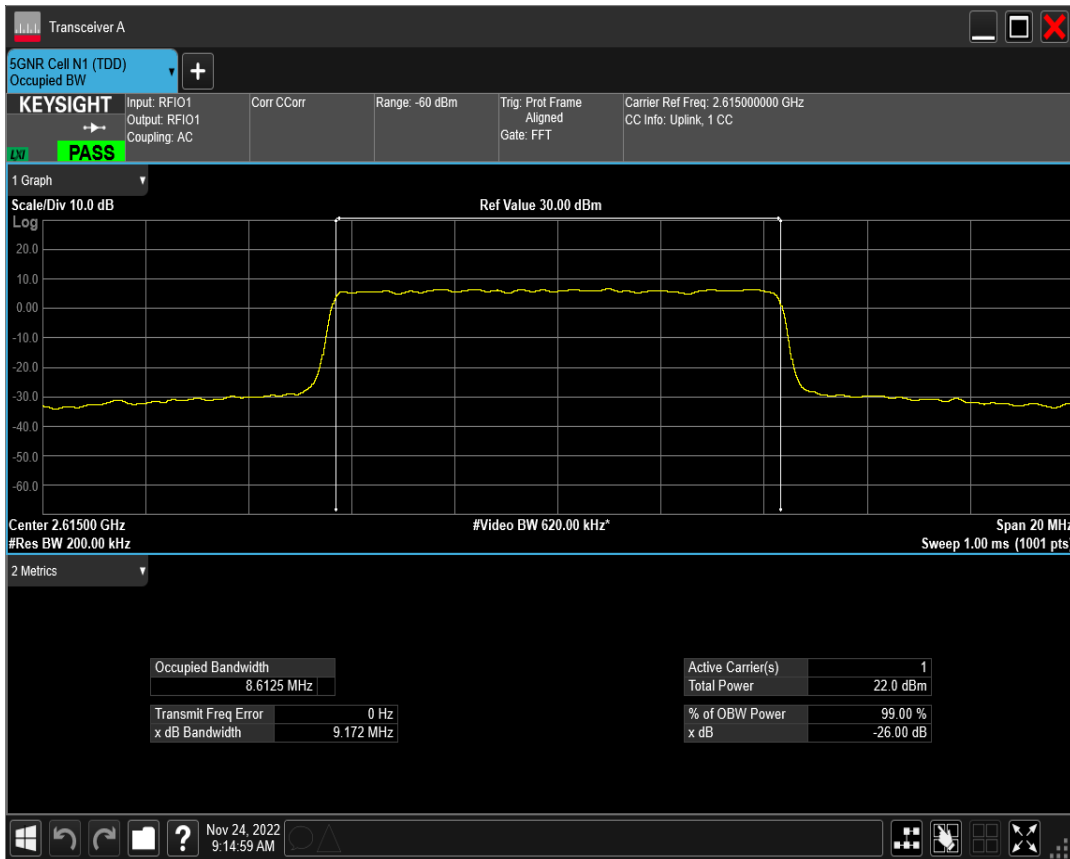 Transceiver A
5GNR Cell N1 (TDD)
Occupied BW
+
KEYSIGHT
Input: RFIO1
Output: RFIO1
Coupling: AC
Corr CCorr
Range: -60 dBm
Trig: Prot Frame
Aligned
Gate: FFT
Carrier Ref Freq: 2.615000000 GHz
CC Info: Uplink, 1 CC
LXI
PASS
1 Graph
Scale/Div 10.0 dB
Ref Value 30.00 dBm
Log
20.0
10.0
0.00
-10.0
-20.0
-30.0
-40.0
-50.0
-60.0
Center 2.61500 GHz
#Video BW 620.00 kHz*
Span 20 MHz
#Res BW 200.00 kHz
Sweep 1.00 ms (1001 pts)
2 Metrics
Occupied Bandwidth
8.6125 MHz
Transmit Freq Error 0 Hz
x dB Bandwidth 9.172 MHz
Active Carrier(s) 1
Total Power 22.0 dBm
% of OBW Power 99.00 %
x dB -26.00 dB
?
Nov 24, 2022
9:14:59 AM